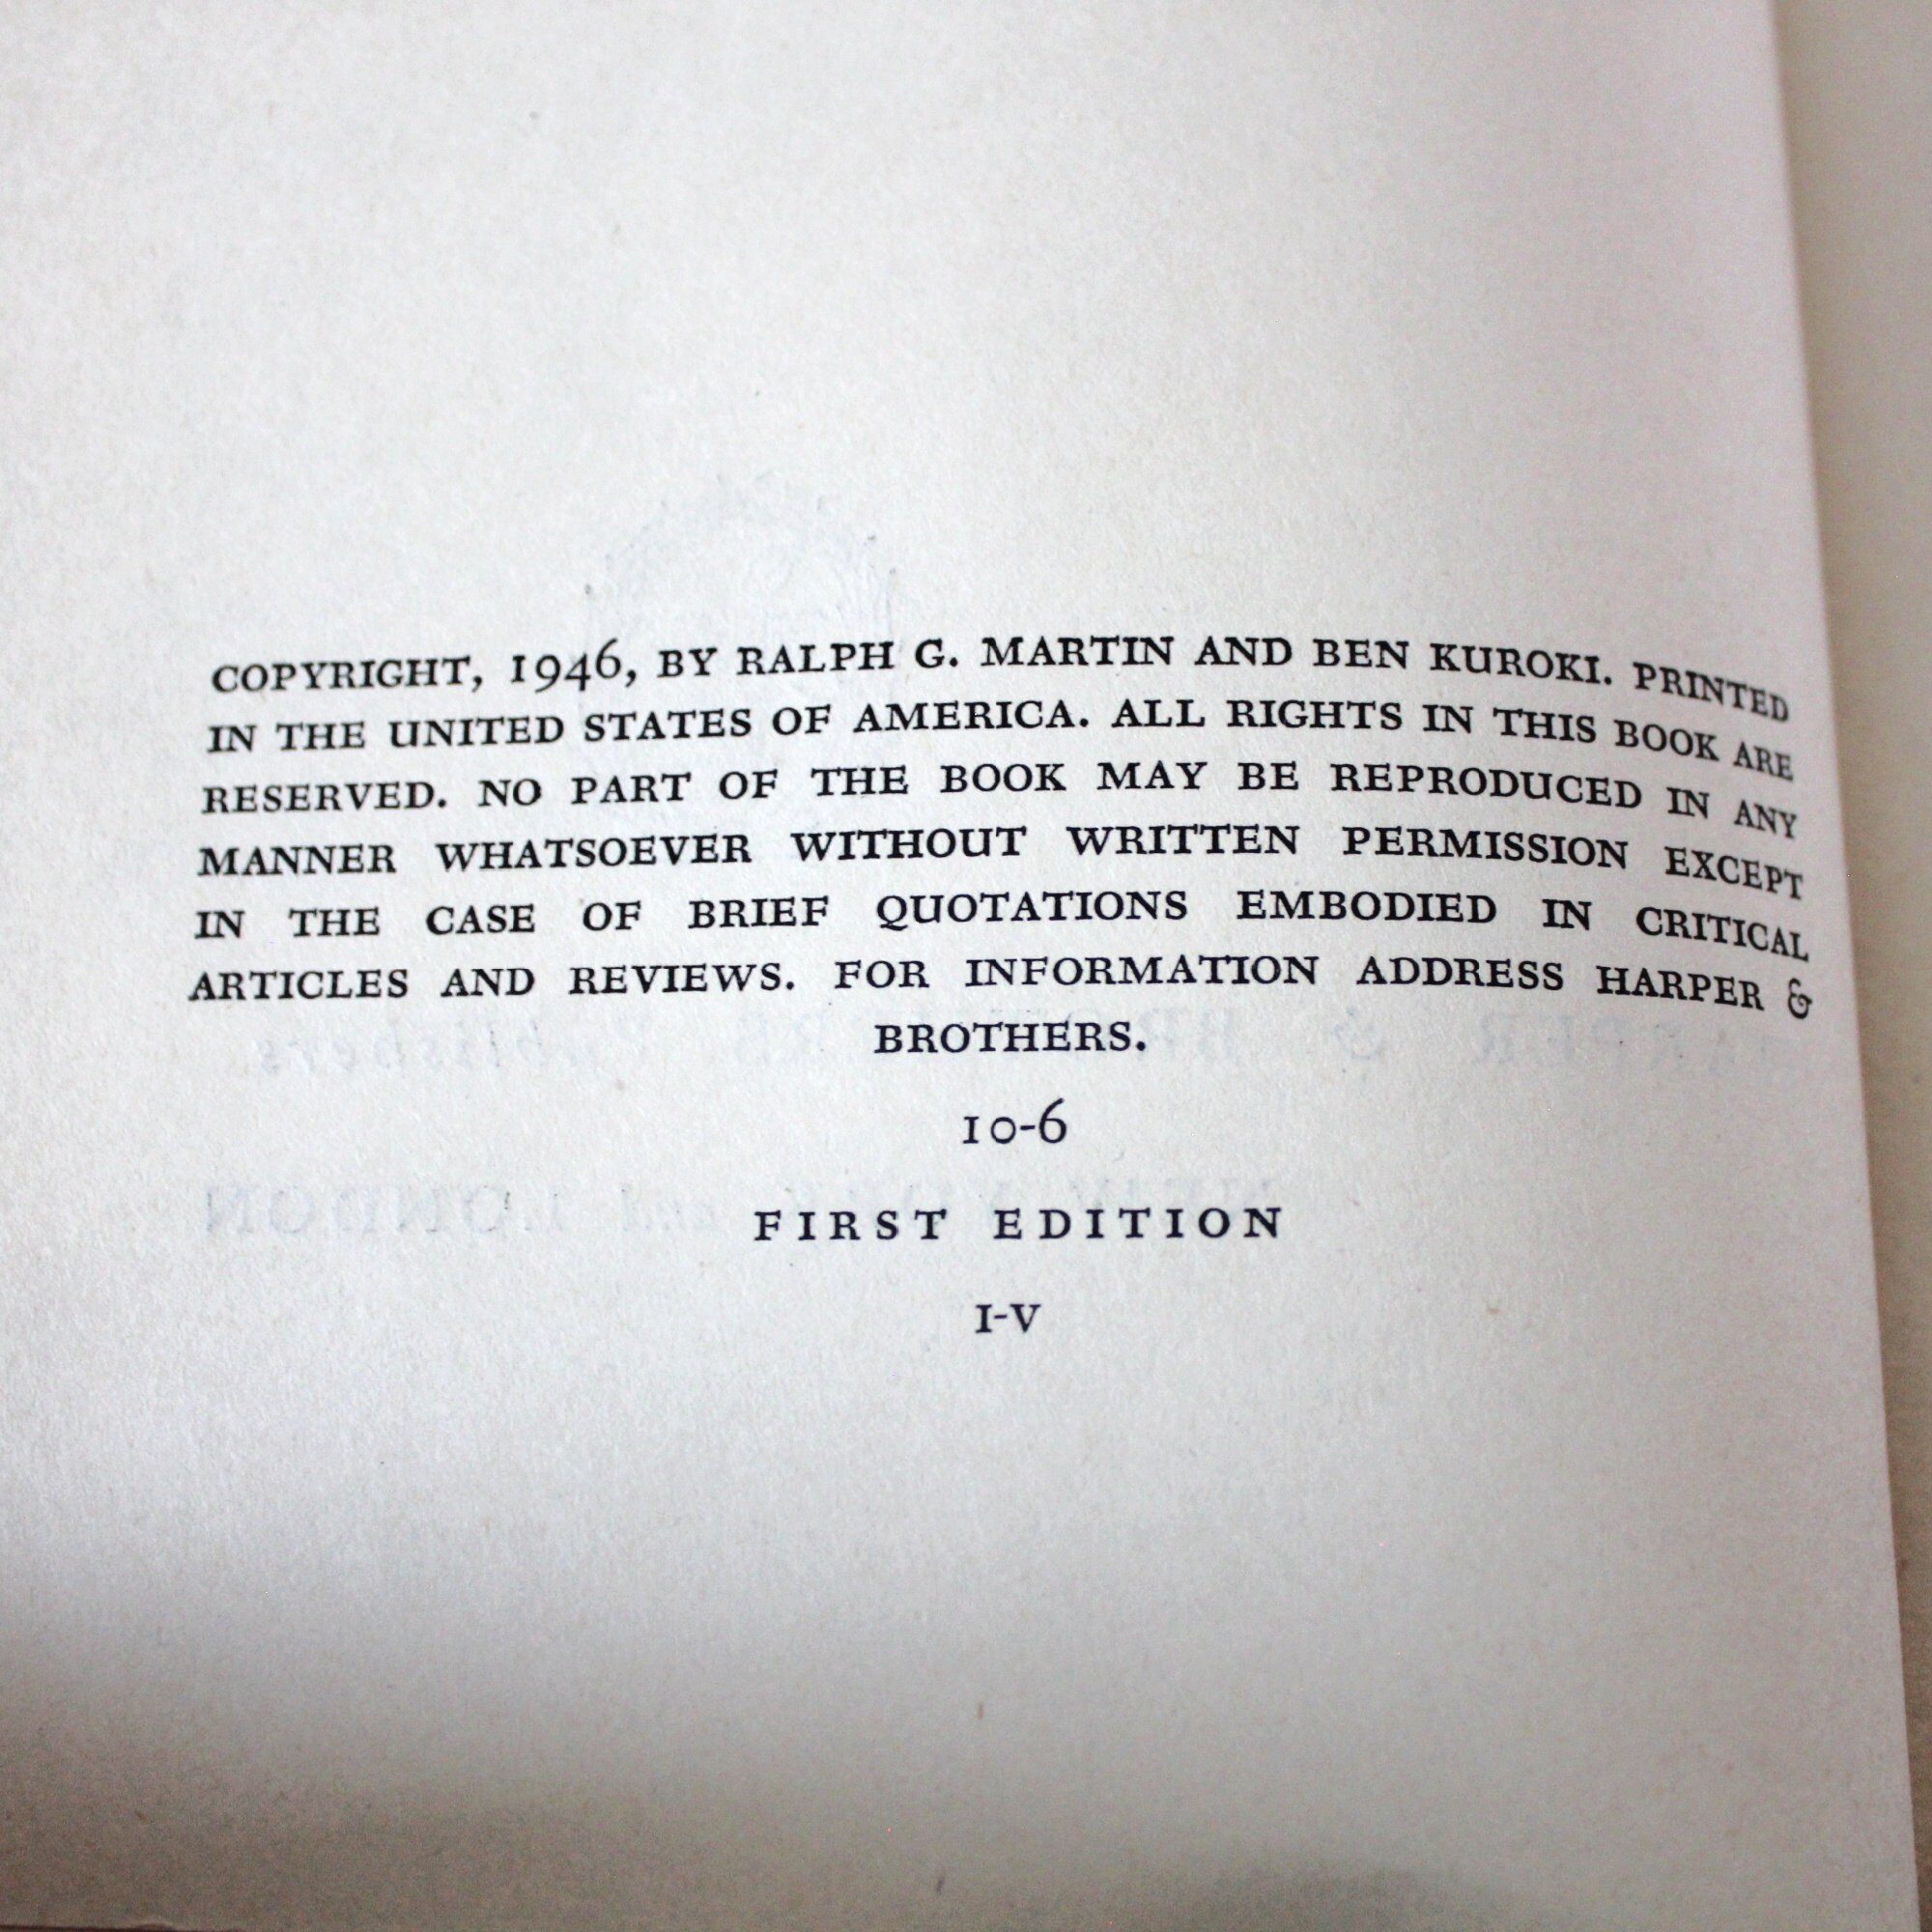 COPYRIGHT, 1946, BY RALPH G. MARTIN AND BEN KUROKI. PRINTED
IN THE UNITED STATES OF AMERICA. ALL RIGHTS IN THIS BOOK ARE
RESERVED. NO PART OF THE BOOK MAY BE REPRODUCED IN ANY
MANNER WHATSOEVER WITHOUT WRITTEN PERMISSION EXCEPT
IN THE CASE OF BRIEF QUOTATIONS EMBODIED IN CRITICAL
ARTICLES AND REVIEWS. FOR INFORMATION ADDRESS HARPER &
BROTHERS.
10-6
FIRST EDITION
I-V